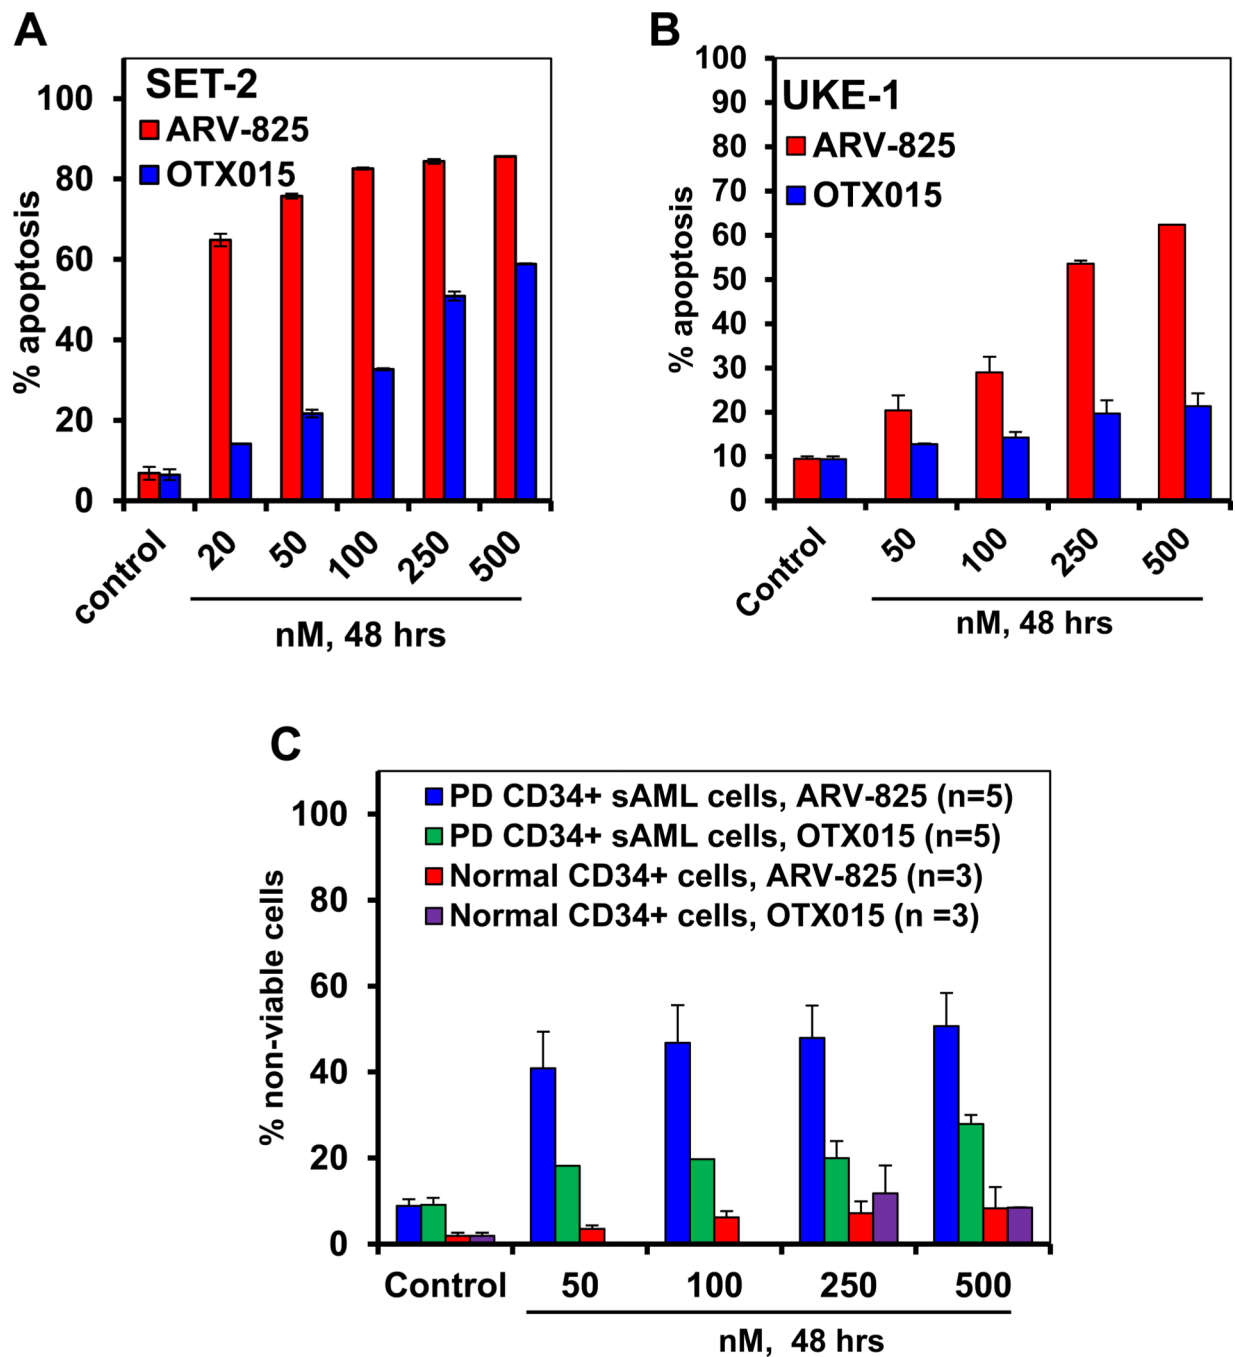 A
SET-2
ARV-825
OTX015
% apoptosis
100
80
60
40
20
0
control
20
50
100
250
500
nM, 48 hrs
B
UKE-1
ARV-825
OTX015
% apoptosis
100
90
80
70
60
50
40
30
20
10
0
Control
50
100
250
500
nM, 48 hrs
C
PD CD34+ sAML cells, ARV-825 (n=5)
PD CD34+ sAML cells, OTX015 (n=5)
Normal CD34+ cells, ARV-825 (n=3)
Normal CD34+ cells, OTX015 (n =3)
% non-viable cells
100
80
60
40
20
0
Control
50
100
250
500
nM, 48 hrs